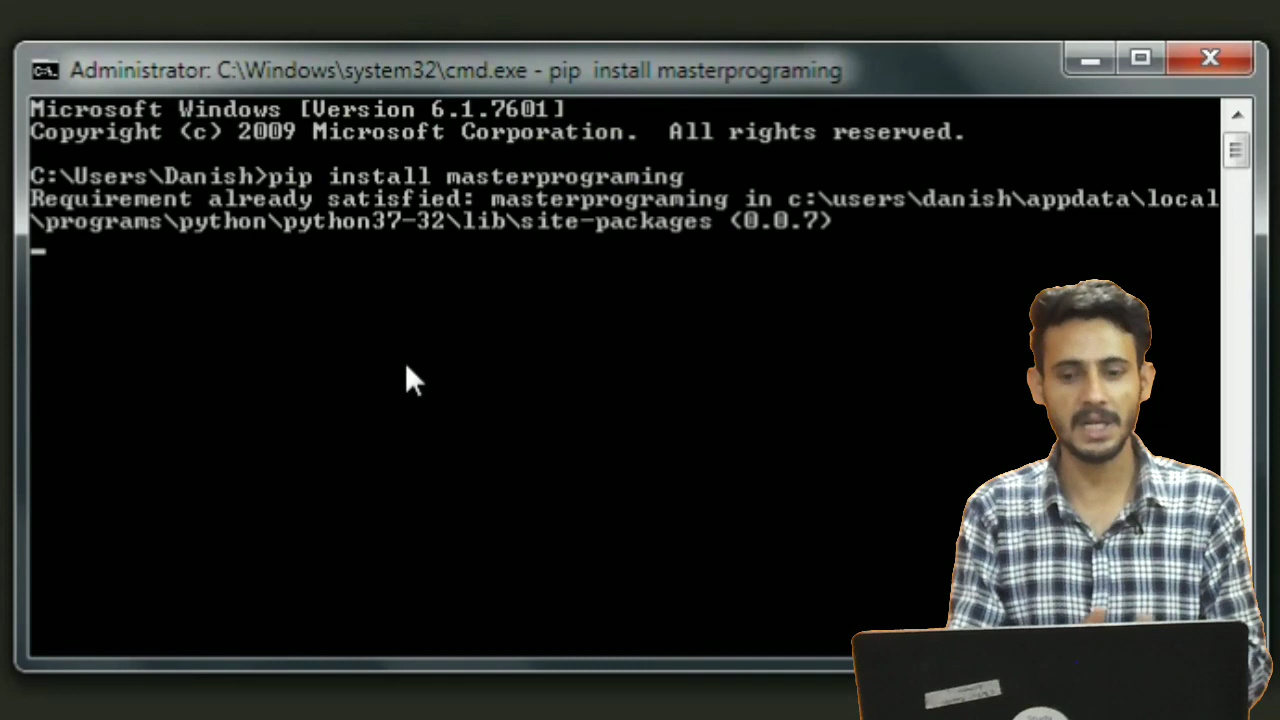 Administrator: C:\Windows\system32\cmd.exe - pip  install masterprograming
Microsoft Windows [Version 6.1.7601]
Copyright (c) 2009 Microsoft Corporation.  All rights reserved.
C:\Users\Danish>pip install masterprograming
Requirement already satisfied: masterprograming in c:\users\danish\appdata\local
\programs\python\python37-32\lib\site-packages (0.0.7)